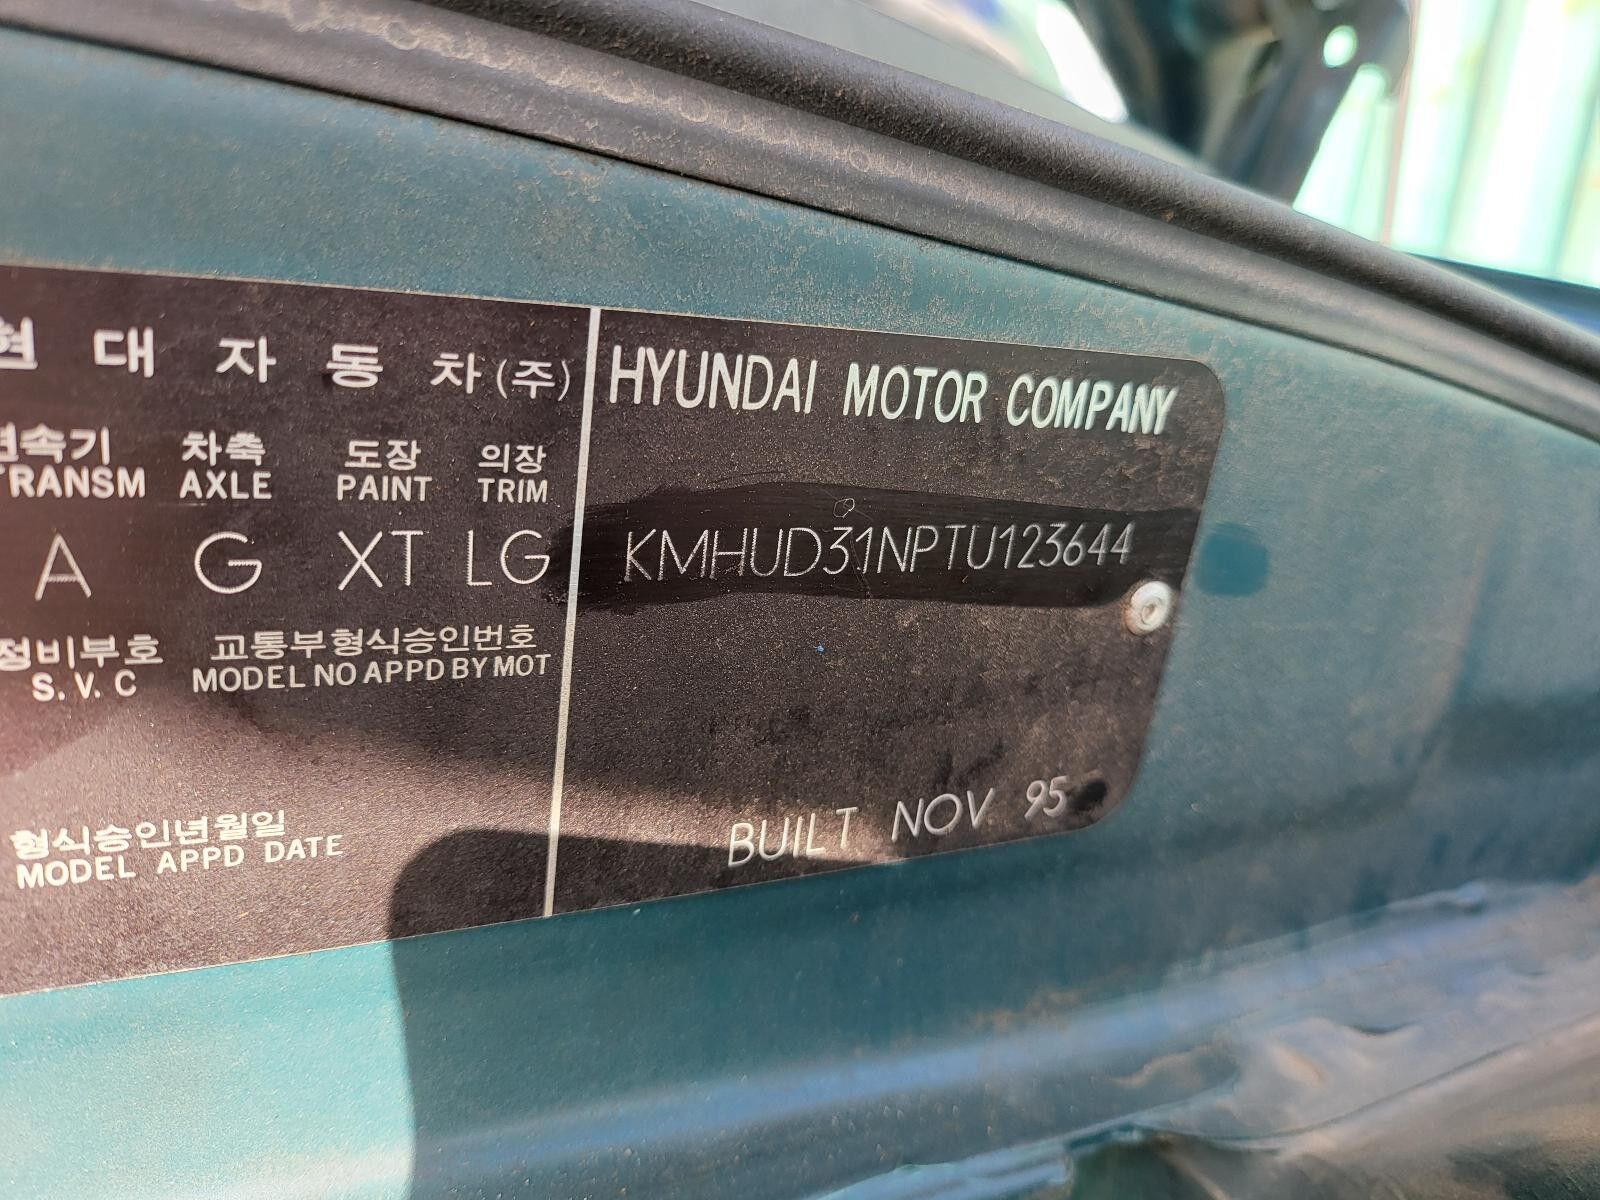 현대자동차(주) HYUNDAI MOTOR COMPANY
변속기 차축 도장 의장
TRANSM AXLE PAINT TRIM
A G XT LG KMHUD31NPTU123644
정비부호 교통부형식승인번호
S. V. C MODEL NO APPD BY MOT
BUILT NOV 95
형식승인년월일
MODEL APPD DATE